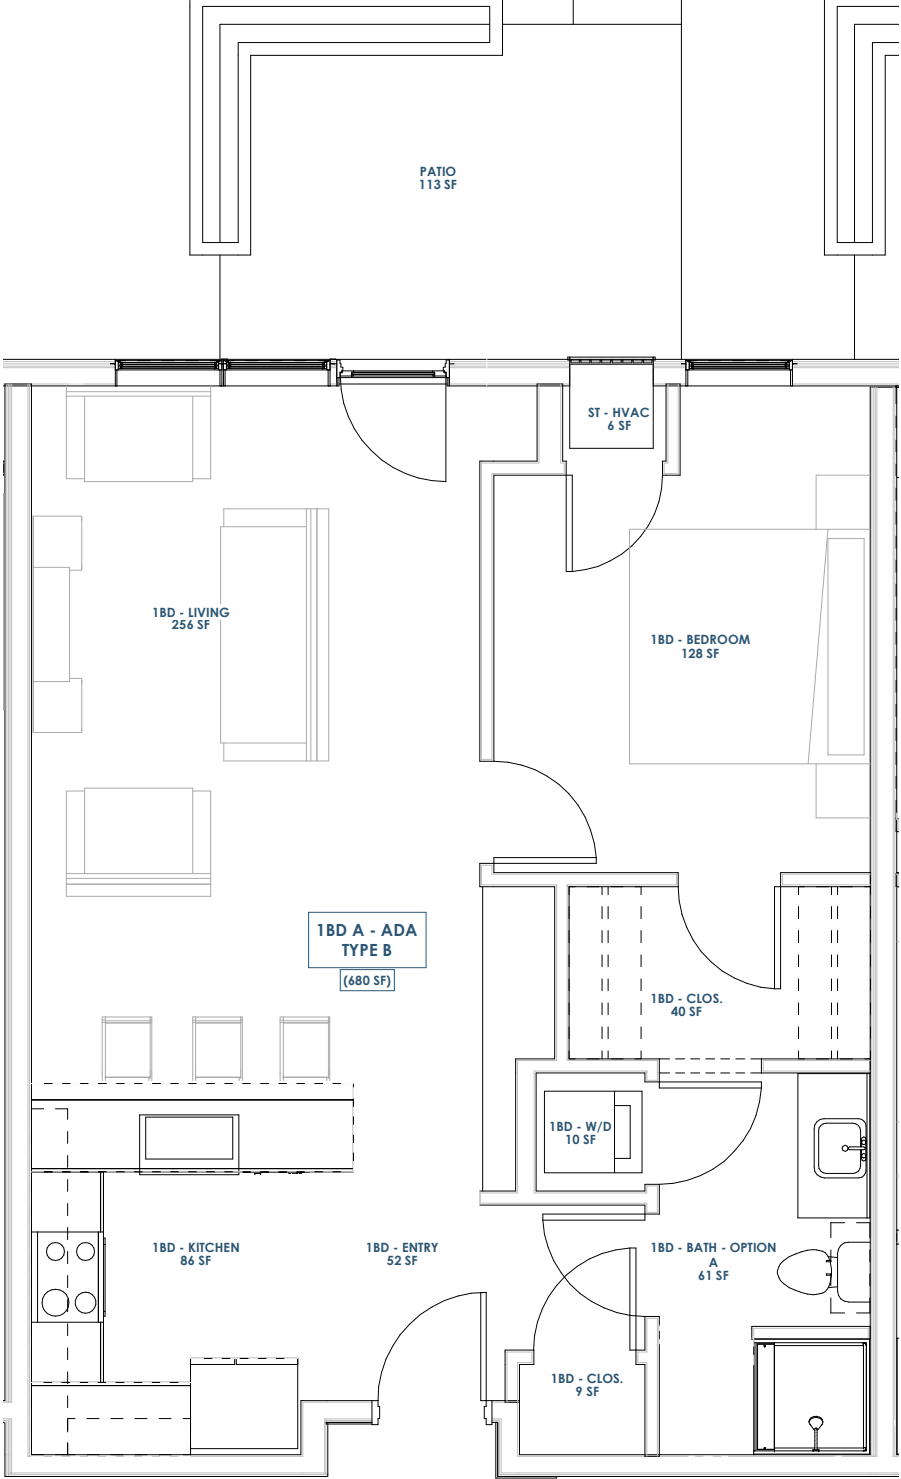 PATIO
113 SF
ST - HVAC
6 SF
1BD - LIVING
256 SF
1BD - BEDROOM
128 SF
1BD A - ADA
TYPE B
(680 SF)
1BD - CLOS.
40 SF
1BD - W/D
10 SF
1BD - KITCHEN
86 SF
1BD - ENTRY
52 SF
1BD - BATH - OPTION
A
61 SF
1BD - CLOS.
9 SF